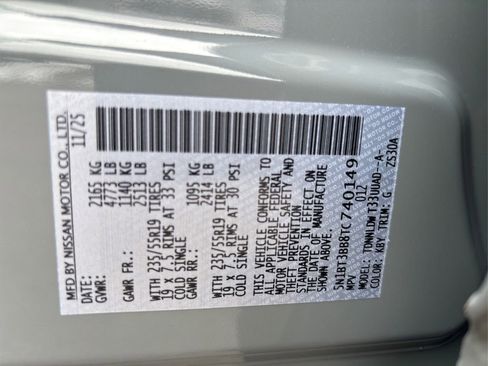 MFD BY NISSAN MOTOR CO., LTD.
11/25
GVWR: 2165 KG
4773 LB
GAWR FR.: 1140 KG
2513 LB
WITH 235/55R19 TIRES
19 X 7.5 RIMS AT 33 PSI
COLD SINGLE
GAWR RR.: 1095 KG
2414 LB
WITH 235/55R19 TIRES
19 X 7.5 RIMS AT 30 PSI
COLD SINGLE
THIS VEHICLE CONFORMS TO
ALL APPLICABLE FEDERAL
MOTOR VEHICLE SAFETY AND
THEFT PREVENTION
STANDARDS IN EFFECT ON
THE DATE OF MANUFACTURE
SHOWN ABOVE.
5N1BT3BB8TC740149
MPV 012
MODEL: T33UUAD-A-
COLOR: KBY TRIM: G ZS30A